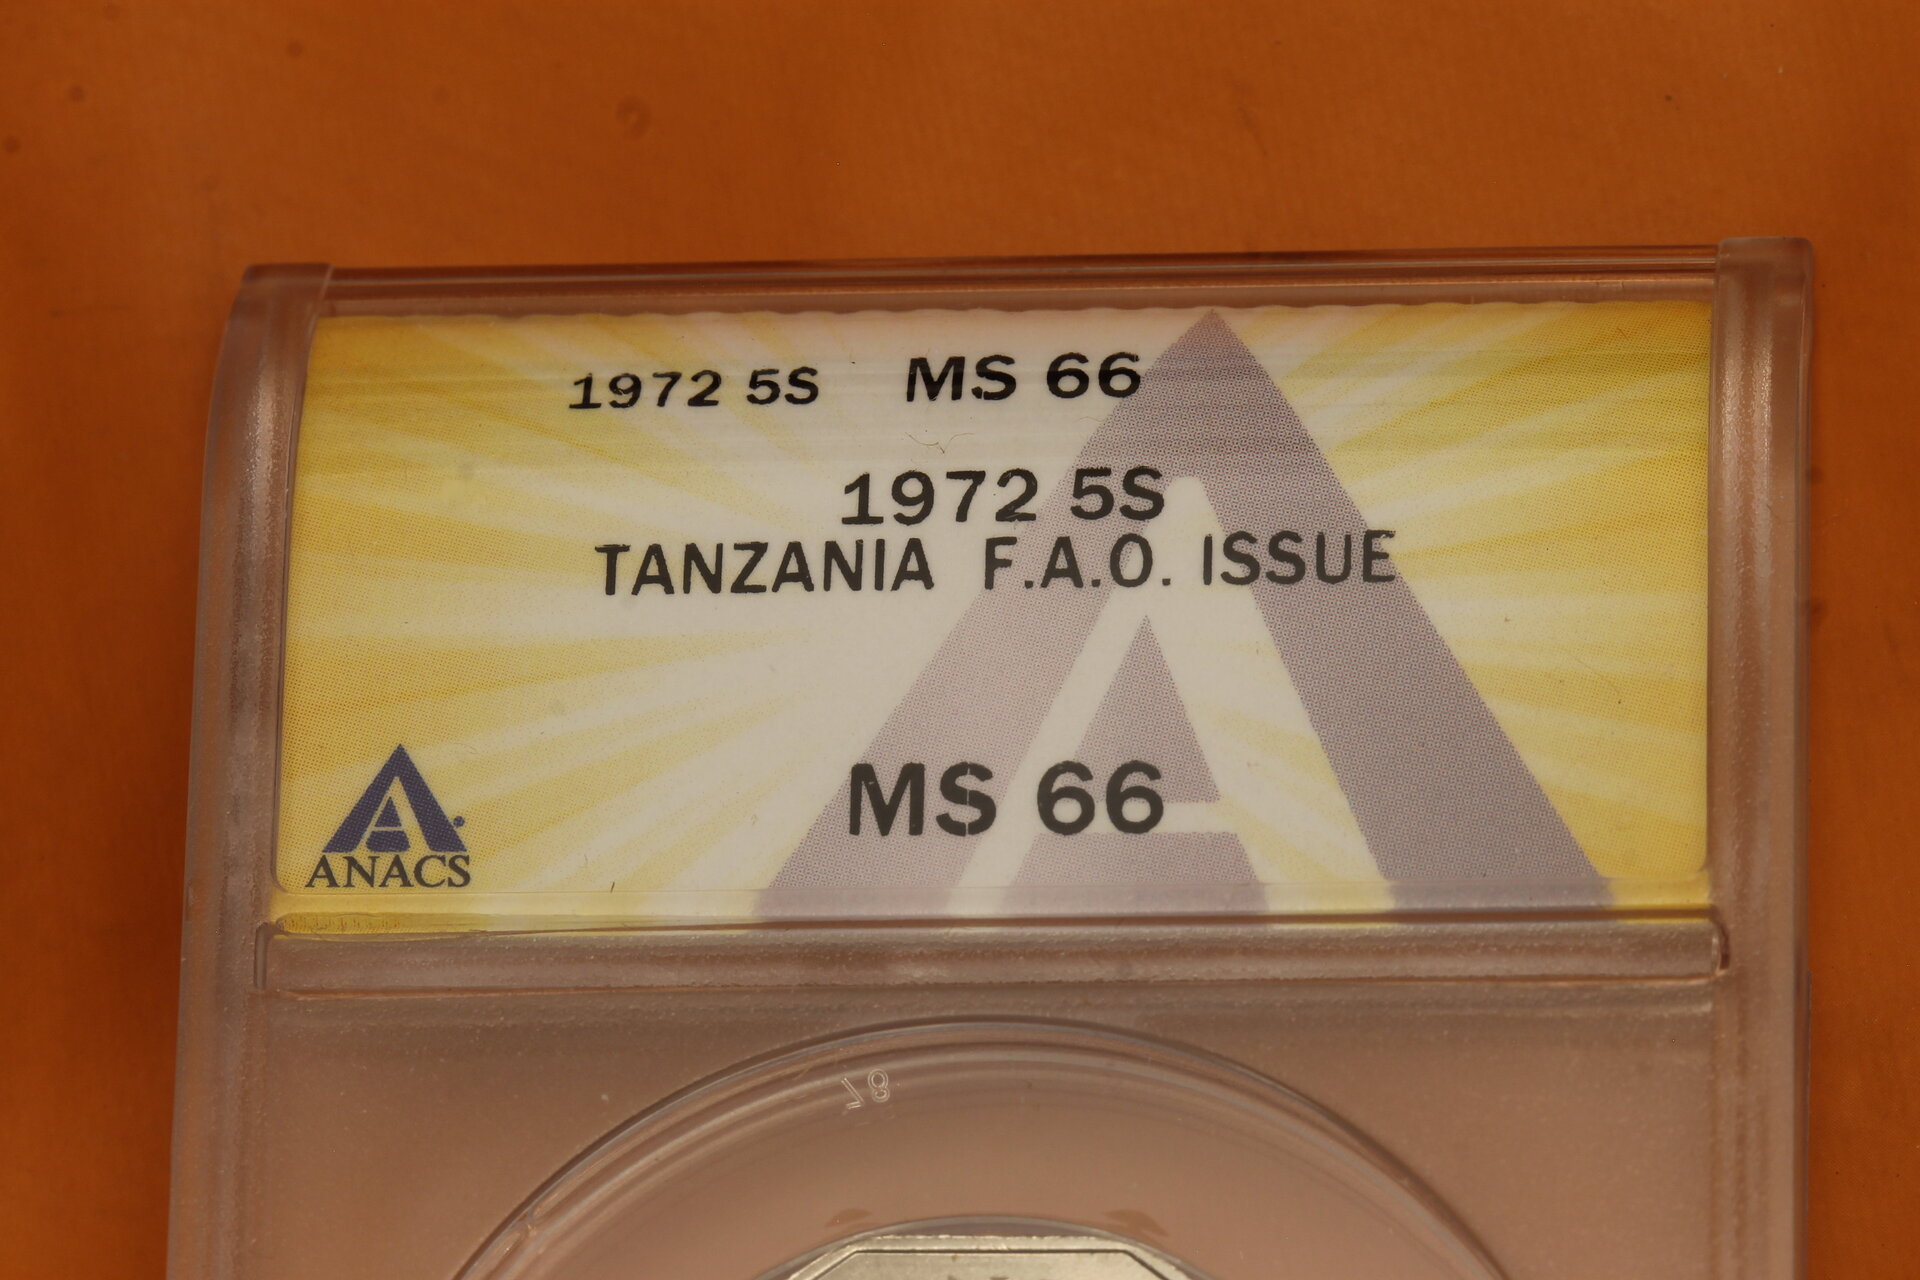 1972 5S MS 66
1972 5S
TANZANIA F.A.O. ISSUE
MS 66
ANACS